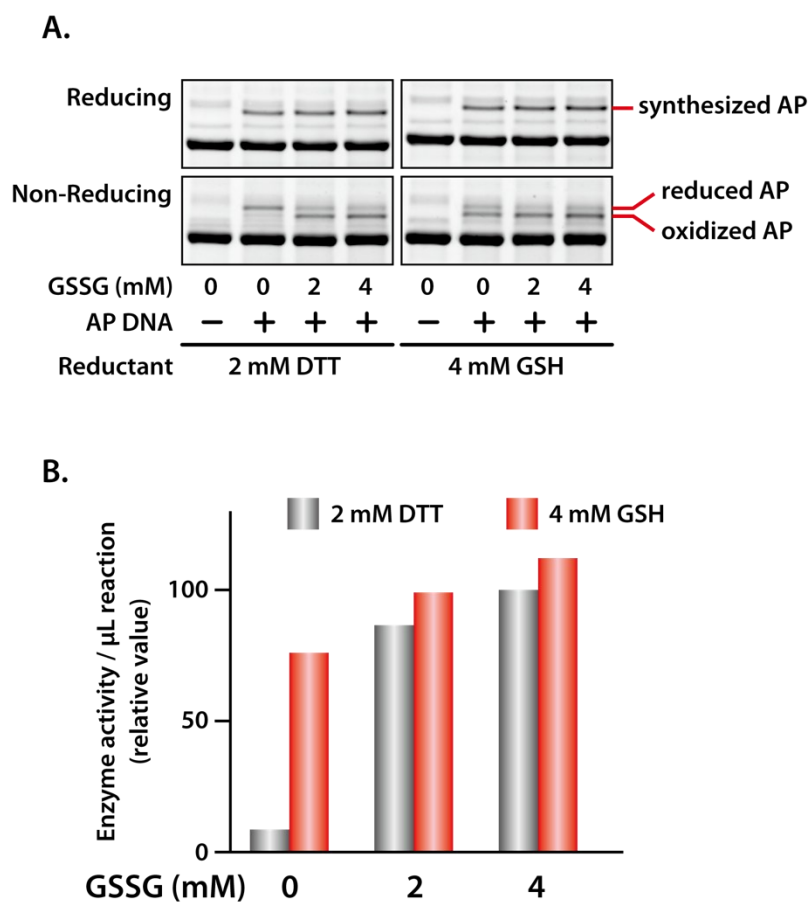 A.
Reducing
synthesized AP
Non-Reducing
reduced AP
oxidized AP
GSSG (mM) 0 0 2 4 0 0 2 4
AP DNA − + + + − + + +
Reductant 2 mM DTT 4 mM GSH
B.
2 mM DTT 4 mM GSH
Enzyme activity / µL reaction
(relative value)
100
50
0
GSSG (mM) 0 2 4